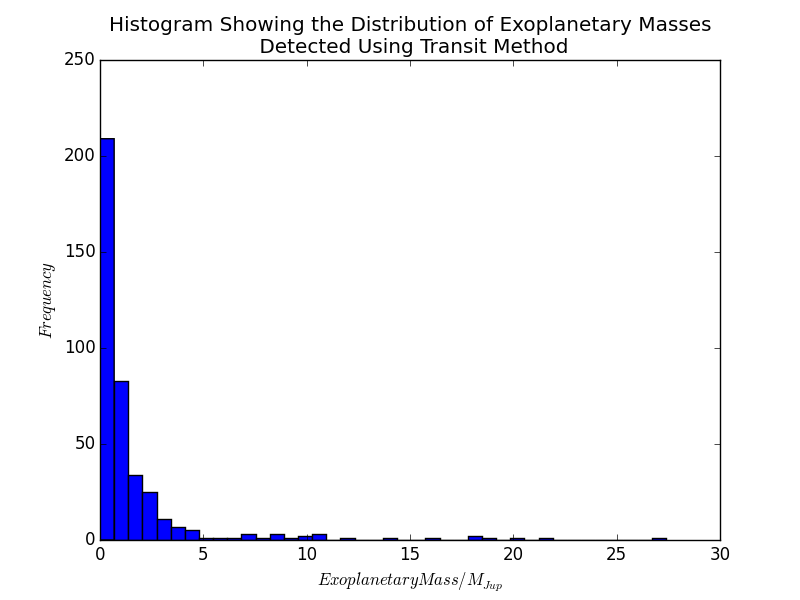 Histogram Showing the Distribution of Exoplanetary Masses
Detected Using Transit Method
250
200
150
100
50
0
Frequency
0 5 10 15 20 25 30
ExoplanetaryMass/M_Jup